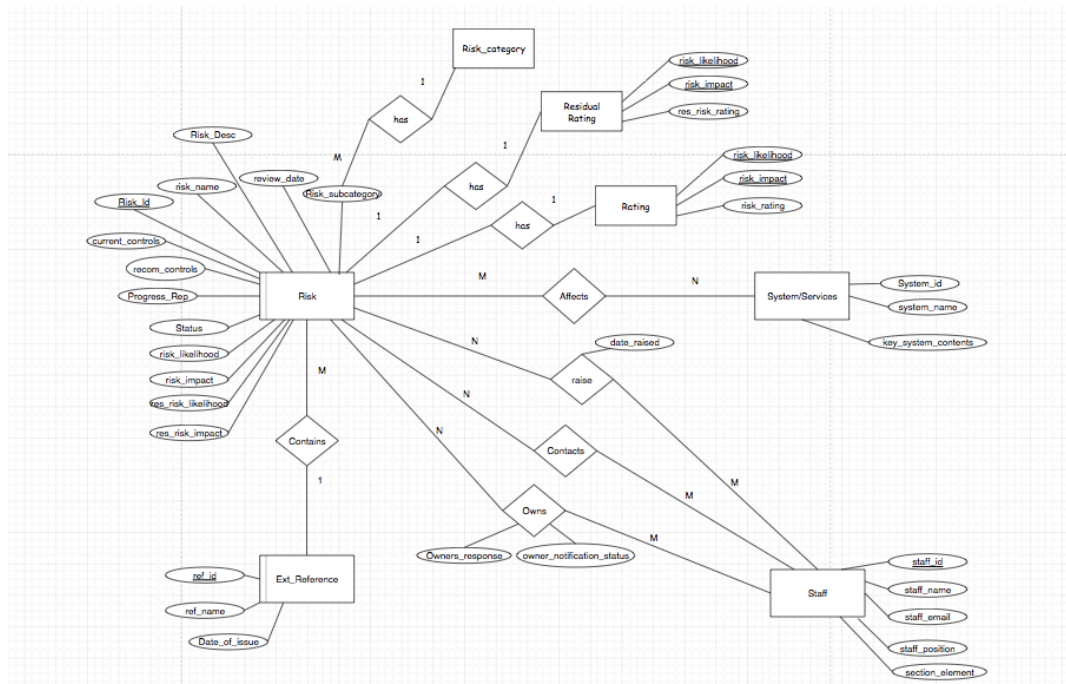 Risk_category
1
has
M
Risk_subcategory
Residual
Rating
risk_likelihood
risk_impact
res_risk_rating
1
has
1
Rating
risk_likelihood
risk_impact
risk_rating
1
has
1
Risk_Desc
risk_name
review_date
Risk_Id
current_controls
recom_controls
Progress_Rep
Status
risk_likelihood
risk_impact
res_risk_likelihood
res_risk_impact
Risk
M
Affects
N
System/Services
System_id
system_name
key_system_contents
N
date_raised
raise
M
N
Contacts
M
N
Owns
M
Owners_response
owner_notification_status
M
Contains
1
Ext_Reference
ref_id
ref_name
Date_of_issue
Staff
staff_id
staff_name
staff_email
staff_position
section_element